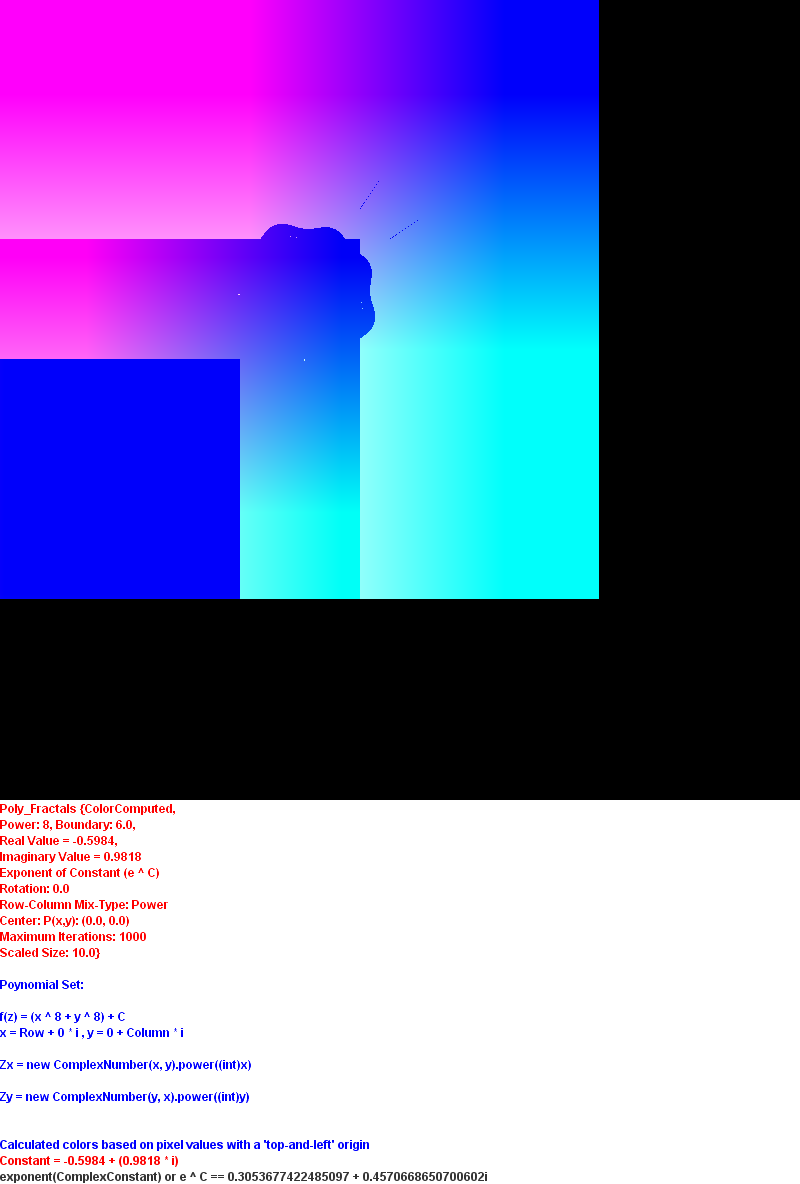 Poly_Fractals {ColorComputed,
Power: 8, Boundary: 6.0,
Real Value = -0.5984,
Imaginary Value = 0.9818
Exponent of Constant (e ^ C)
Rotation: 0.0
Row-Column Mix-Type: Power
Center: P(x,y): (0.0, 0.0)
Maximum Iterations: 1000
Scaled Size: 10.0}
Poynomial Set:
f(z) = (x ^ 8 + y ^ 8) + C
x = Row + 0 * i , y = 0 + Column * i
Zx = new ComplexNumber(x, y).power((int)x)
Zy = new ComplexNumber(y, x).power((int)y)
Calculated colors based on pixel values with a 'top-and-left' origin
Constant = -0.5984 + (0.9818 * i)
exponent(ComplexConstant) or e ^ C == 0.3053677422485097 + 0.4570668650700602i